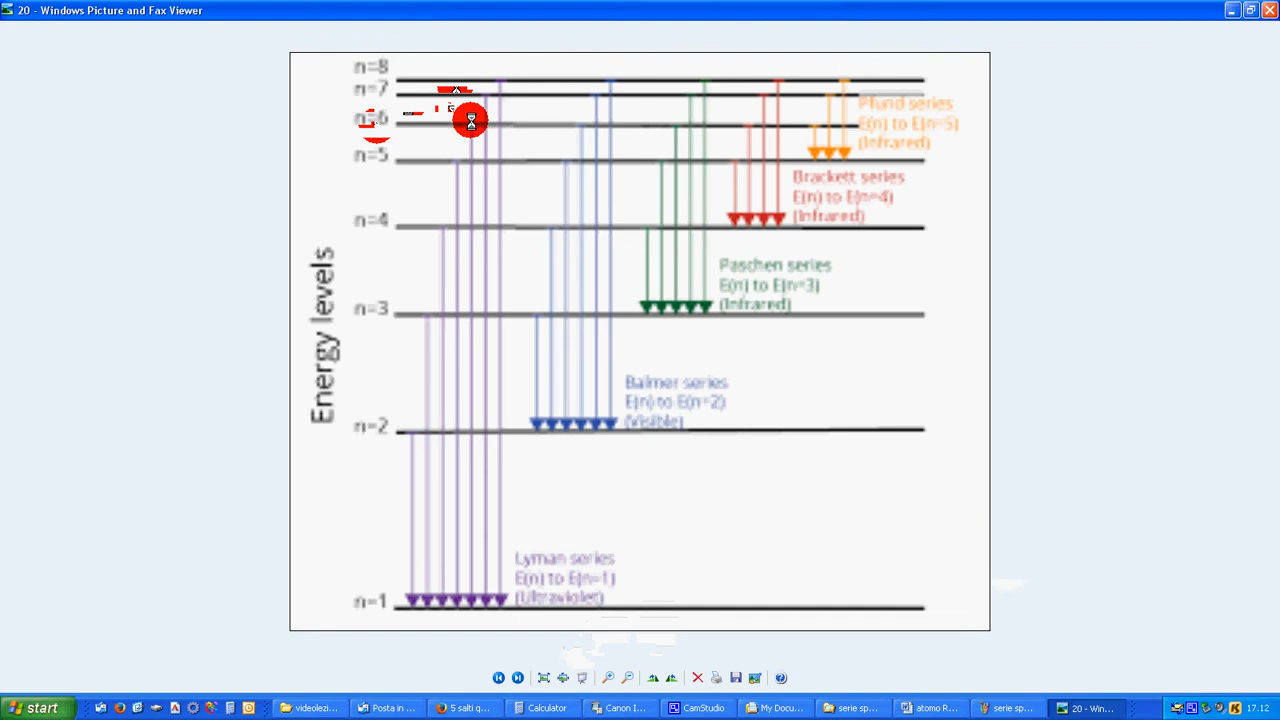 20 - Windows Picture and Fax Viewer
n=8
n=7
n=6
n=5
n=4
n=3
n=2
n=1
Energy levels
Pfund series
E(n) to E(n=5)
(Infrared)
Brackett series
E(n) to E(n=4)
(Infrared)
Paschen series
E(n) to E(n=3)
(Infrared)
Balmer series
E(n) to E(n=2)
(Visible)
Lyman series
E(n) to E(n=1)
(Ultraviolet)
start
videolezi...
Posta in ...
5 salti q...
Calculator
Canon I...
CamStudio
My Docu...
serie sp...
atomo R...
serie sp...
20 - Win...
17.12